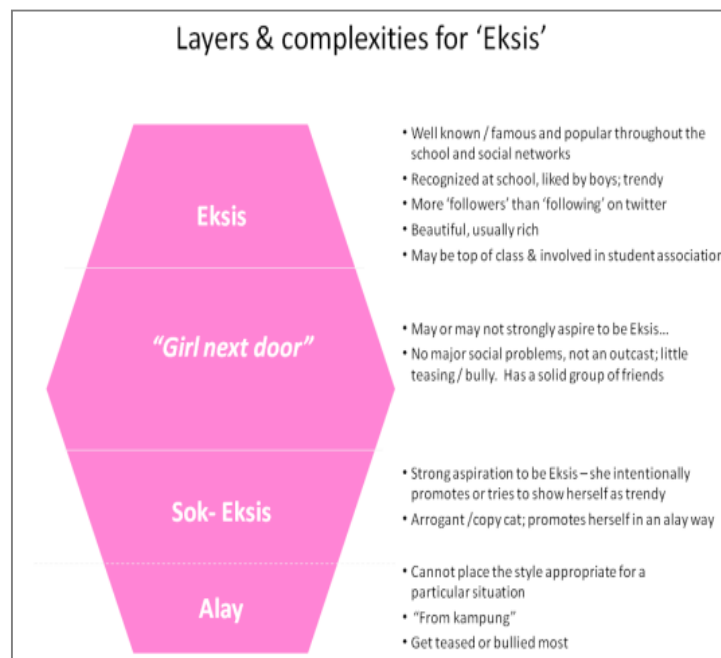 Layers & complexities for ‘Eksis’
Eksis
• Well known / famous and popular throughout the
school and social networks
• Recognized at school, liked by boys; trendy
• More ‘followers’ than ‘following’ on twitter
• Beautiful, usually rich
• May be top of class & involved in student association
“Girl next door”
• May or may not strongly aspire to be Eksis...
• No major social problems, not an outcast; little
teasing / bully. Has a solid group of friends
Sok- Eksis
• Strong aspiration to be Eksis – she intentionally
promotes or tries to show herself as trendy
• Arrogant /copy cat; promotes herself in an alay way
Alay
• Cannot place the style appropriate for a
particular situation
• “From kampung”
• Get teased or bullied most